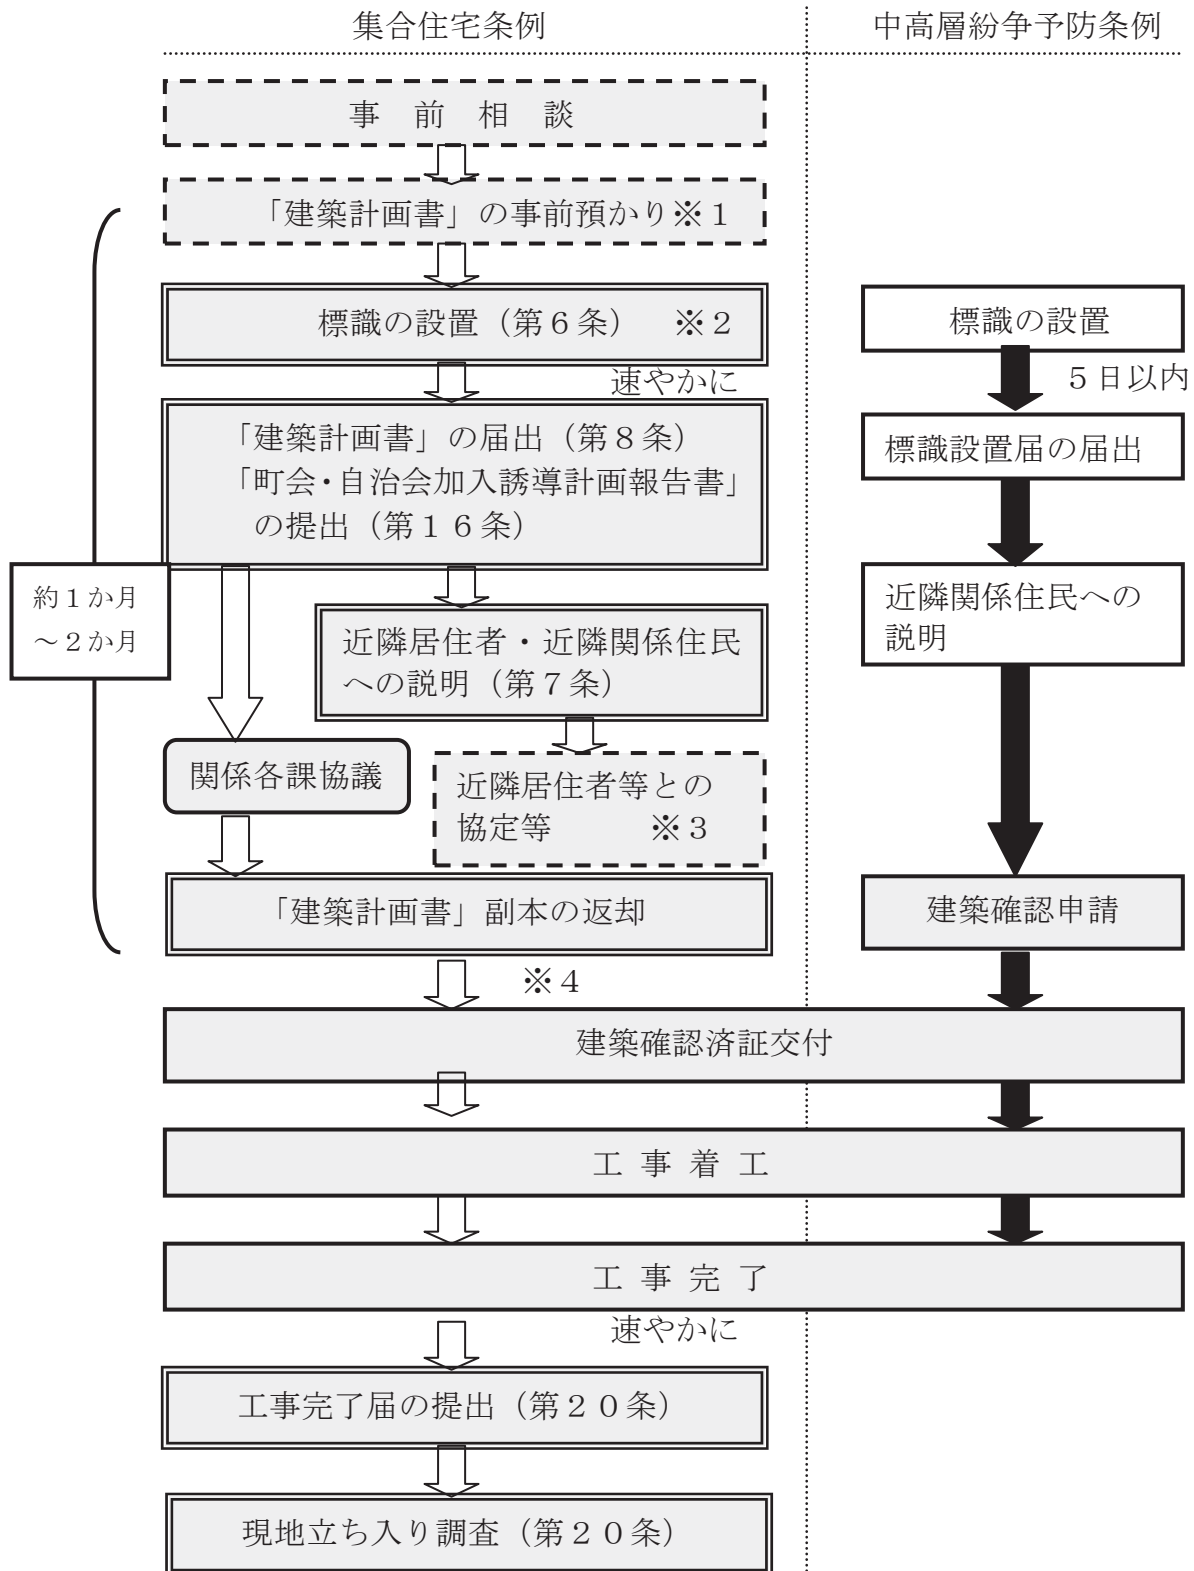 集合住宅条例
中高層紛争予防条例
事　前　相　談
「建築計画書」の事前預かり※１
標識の設置（第６条）　※２
標識の設置
速やかに
５日以内
「建築計画書」の届出（第８条）
「町会・自治会加入誘導計画報告書」
の提出（第１６条）
標識設置届の届出
約１か月
～２か月
近隣居住者・近隣関係住民
への説明（第７条）
近隣関係住民への
説明
関係各課協議
近隣居住者等との
協定等　　　※３
「建築計画書」副本の返却
建築確認申請
※４
建築確認済証交付
工 事 着 工
工 事 完 了
速やかに
工事完了届の提出（第２０条）
現地立ち入り調査（第２０条）